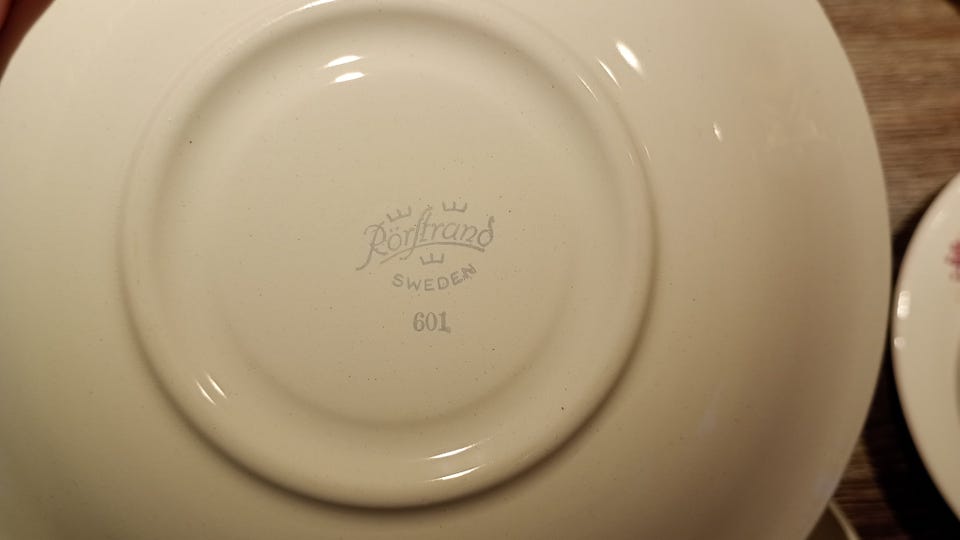 Rörstrand
SWEDEN
601